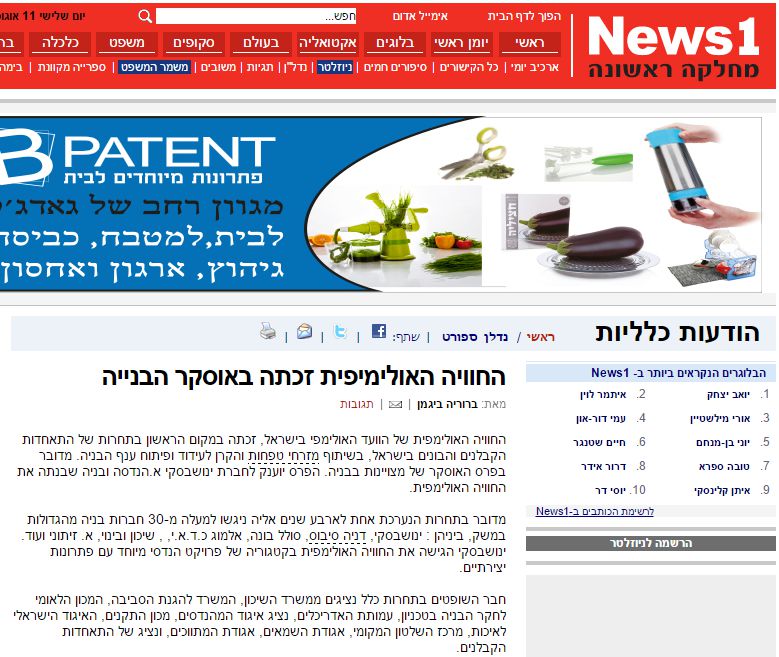 יום שלישי 11 אוגוס
חפש...
אימייל אדום
הפוך לדף הבית
News1
מחלקה ראשונה
ראשי
יומן ראשי
בלוגים
אקטואליה
בעולם
סקופים
משפט
כלכלה
בר
ארכיב יומי | כל הקישורים | סיפורים חמים | ניוזלטר | נדל"ן | תגיות | משובים | משמר המשפט | ספרייה מקוונת | בימה
B PATENT
פתרונות מיוחדים לבית
מגוון רחב של גאדג'
לבית,למטבח, כביסה
גיהוץ, ארגון ואחסון
חציליה
הודעות כלליות
ראשי / נדלן ספורט | שתף: | | | |
החוויה האולימיפית זכתה באוסקר הבנייה
מאת: ברוריה ביגמן | | תגובות
החוויה האולימפית של הוועד האולימפי בישראל, זכתה במקום הראשון בתחרות של התאחדות
הקבלנים והבונים בישראל, בשיתוף מזרחי טפחות והקרן לעידוד ופיתוח ענף הבניה. מדובר
בפרס האוסקר של מצויינות בבניה. הפרס יוענק לחברת ינושבסקי א.הנדסה ובניה שבנתה את
החוויה האולימפית.
מדובר בתחרות הנערכת אחת לארבע שנים אליה ניגשו למעלה מ-30 חברות בניה מהגדולות
במשק, ביניהן : ינושבסקי, דניה סיבוס, סולל בונה, אלמוג כ.ד.א.י, , שיכון ובינוי, א. זיתוני ועוד.
ינושבסקי הגישה את החוויה האולימפית בקטגוריה של פרויקט הנדסי מיוחד עם פתרונות
יצירתיים.
חבר השופטים בתחרות כלל נציגים ממשרד השיכון, המשרד להגנת הסביבה, המכון הלאומי
לחקר הבניה בטכניון, עמותת האדריכלים, נציג איגוד המהנדסים, מכון התקנים, האיגוד הישראלי
לאיכות, מרכז השלטון המקומי, אגודת השמאים, אגודת המתווכים, ונציג של התאחדות
הקבלנים.
הבלוגרים הנקראים ביותר ב- News1
1. יואב יצחק
2. איתמר לוין
3. אורי מילשטיין
4. עמי דור-און
5. יוני בן-מנחם
6. חיים שטנגר
7. טובה ספרא
8. דרור אידר
9. איתן קלינסקי
10. יוסי דר
לרשימת הכותבים ב-News1
הרשמה לניוזלטר